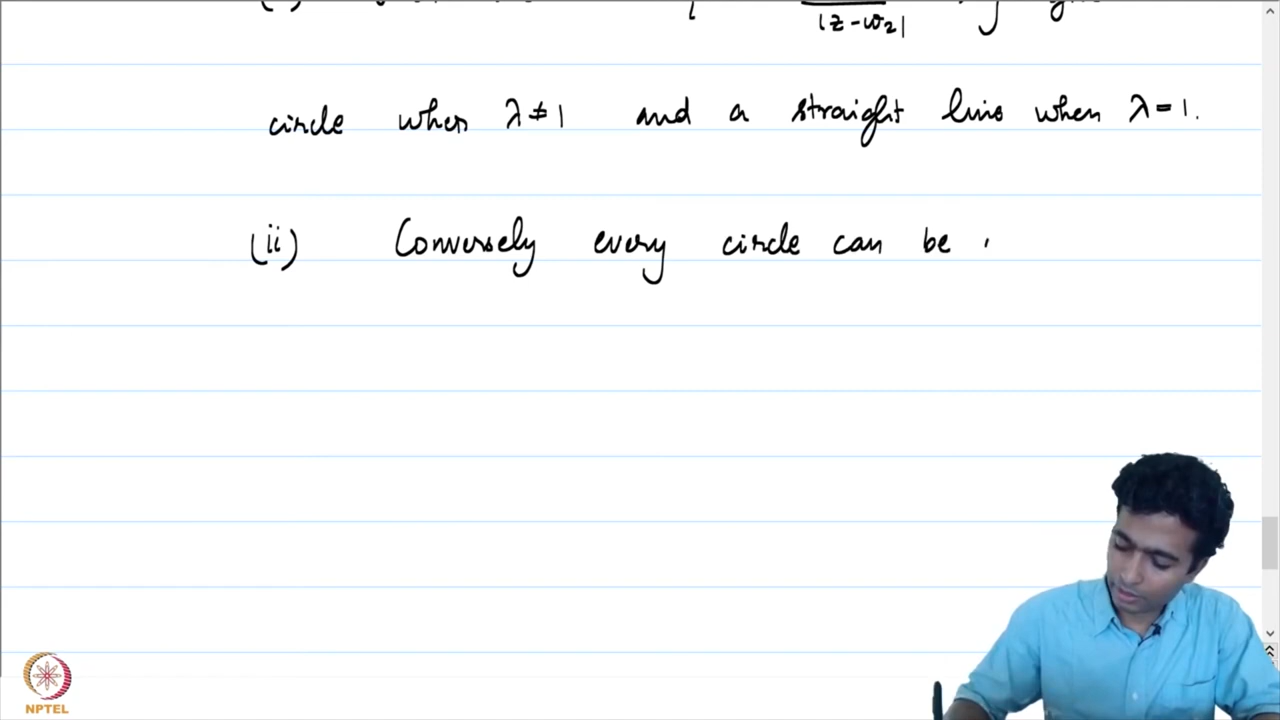 |z-w₂|
circle when λ≠1 and a straight line when λ=1.
(ii) Conversely every circle can be
NPTEL